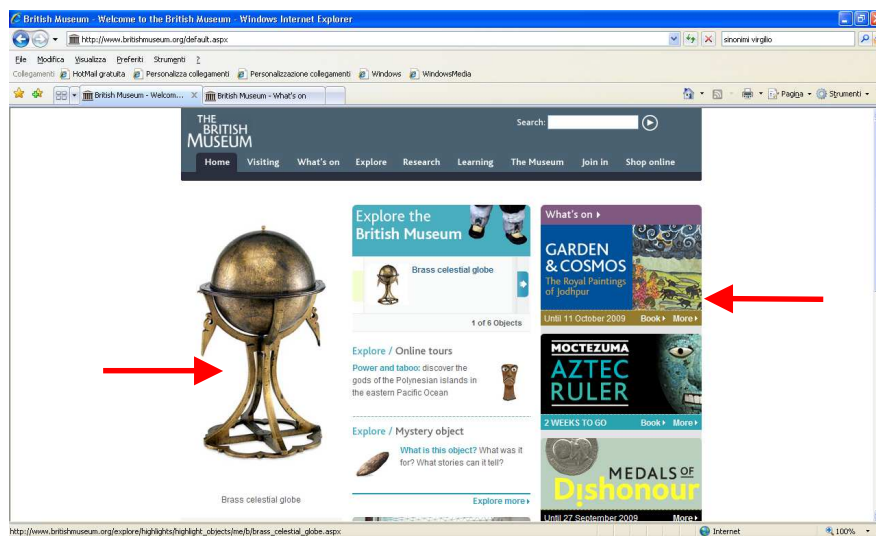 British Museum - Welcome to the British Museum - Windows Internet Explorer
http://www.britishmuseum.org/default.aspx
sinonimi virgilio
File Modifica Visualizza Preferiti Strumenti ?
Collegamenti HotMail gratuita Personalizza collegamenti Personalizzazione collegamenti Windows WindowsMedia
British Museum - Welcom... British Museum - What's on
Pagina Strumenti
THE
BRITISH
MUSEUM
Search:
Home Visiting What's on Explore Research Learning The Museum Join in Shop online
Explore the
British Museum
Brass celestial globe
1 of 6 Objects
Explore / Online tours
Power and taboo: discover the
gods of the Polynesian islands in
the eastern Pacific Ocean
Explore / Mystery object
What is this object? What was it
for? What stories can it tell?
Explore more
Brass celestial globe
What's on
GARDEN
& COSMOS
The Royal Paintings
of Jodhpur
Until 11 October 2009 Book More
MOCTEZUMA
AZTEC
RULER
2 WEEKS TO GO Book More
MEDALS OF
Dishonour
Until 27 September 2009 More
http://www.britishmuseum.org/explore/highlights/highlight_objects/me/b/brass_celestial_globe.aspx
Internet 100%